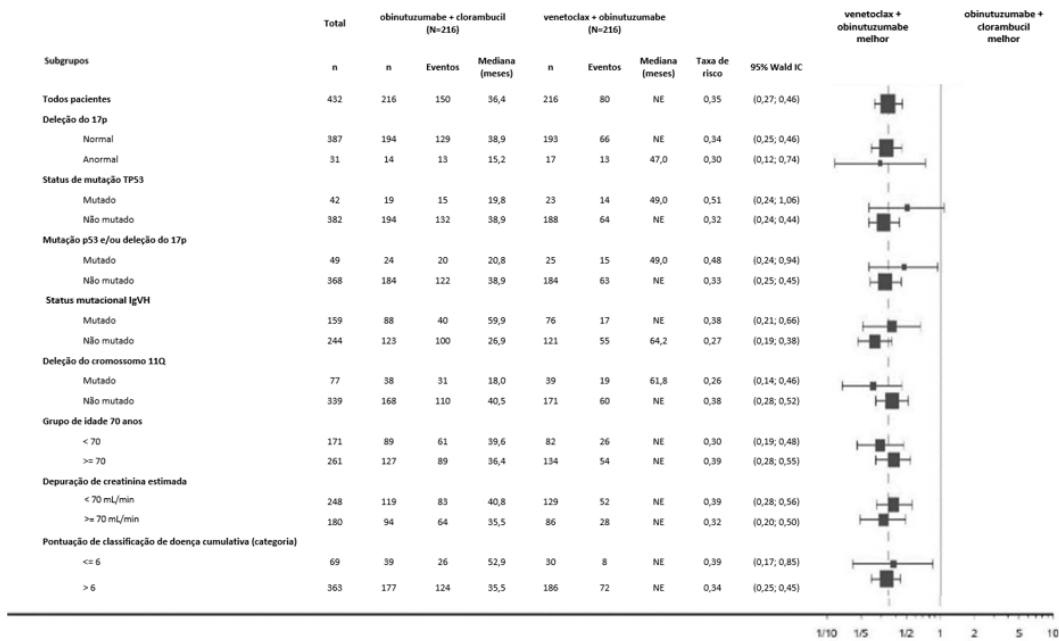 obinutuzumabe + clorambucil venetoclax + obinutuzumabe venetoclax + obinutuzumabe +
Total (N=216) (N=216) obinutuzumabe clorambucil
melhor melhor
Subgrupos n n Eventos Mediana (meses) n Eventos Mediana (meses) Taxa de risco 95% Wald IC
Todos pacientes 432 216 150 36,4 216 80 NE 0,35 (0,27; 0,46)
Deleção do 17p
Normal 387 194 129 38,9 193 66 NE 0,34 (0,25; 0,46)
Anormal 31 14 13 15,2 17 13 47,0 0,30 (0,12; 0,74)
Status de mutação TP53
Mutado 42 19 15 19,8 23 14 49,0 0,51 (0,24; 1,06)
Não mutado 382 194 132 38,9 188 64 NE 0,32 (0,24; 0,44)
Mutação p53 e/ou deleção do 17p
Mutado 49 24 20 20,8 25 15 49,0 0,48 (0,24; 0,94)
Não mutado 368 184 122 38,9 184 63 NE 0,33 (0,25; 0,45)
Status mutacional IgVH
Mutado 159 88 40 59,9 76 17 NE 0,38 (0,21; 0,66)
Não mutado 244 123 100 26,9 121 55 64,2 0,27 (0,19; 0,38)
Deleção do cromossomo 11Q
Mutado 77 38 31 18,0 39 19 61,8 0,26 (0,14; 0,46)
Não mutado 339 168 110 40,5 171 60 NE 0,38 (0,28; 0,52)
Grupo de idade 70 anos
< 70 171 89 61 39,6 82 26 NE 0,30 (0,19; 0,48)
>= 70 261 127 89 36,4 134 54 NE 0,39 (0,28; 0,55)
Depuração de creatinina estimada
< 70 mL/min 248 119 83 40,8 129 52 NE 0,39 (0,28; 0,56)
>= 70 mL/min 180 94 64 35,5 86 28 NE 0,32 (0,20; 0,50)
Pontuação de classificação de doença cumulativa (categoria)
<= 6 69 39 26 52,9 30 8 NE 0,39 (0,17; 0,85)
> 6 363 177 124 35,5 186 72 NE 0,34 (0,25; 0,45)
1/10 1/5 1/2 1 2 5 10